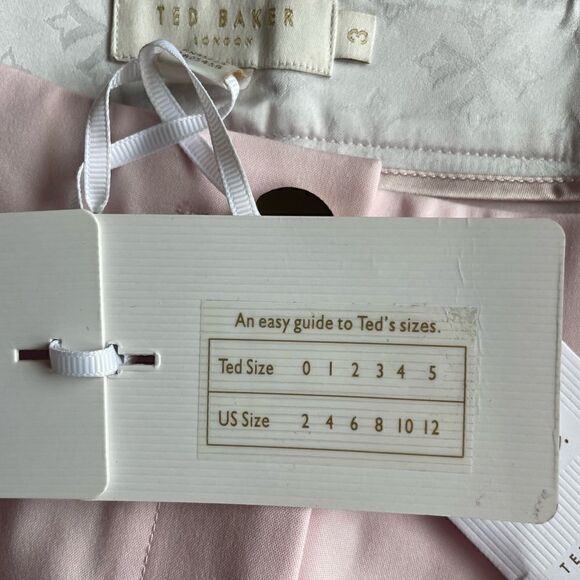 TED BAKER
LONDON
3
An easy guide to Ted's sizes.
Ted Size 0 1 2 3 4 5
US Size 2 4 6 8 10 12
TE